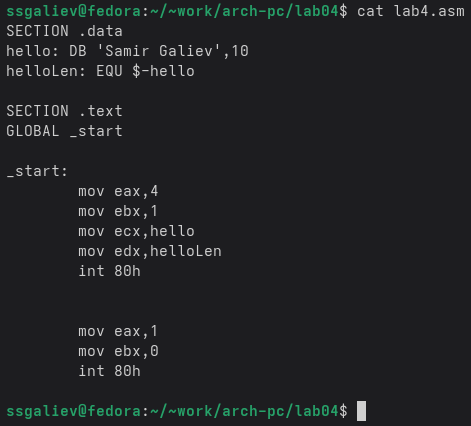 ssgaliev@fedora:~/~work/arch-pc/lab04$ cat lab4.asm
SECTION .data
hello: DB 'Samir Galiev',10
helloLen: EQU $-hello
SECTION .text
GLOBAL _start
_start:
mov eax,4
mov ebx,1
mov ecx,hello
mov edx,helloLen
int 80h
mov eax,1
mov ebx,0
int 80h
ssgaliev@fedora:~/~work/arch-pc/lab04$